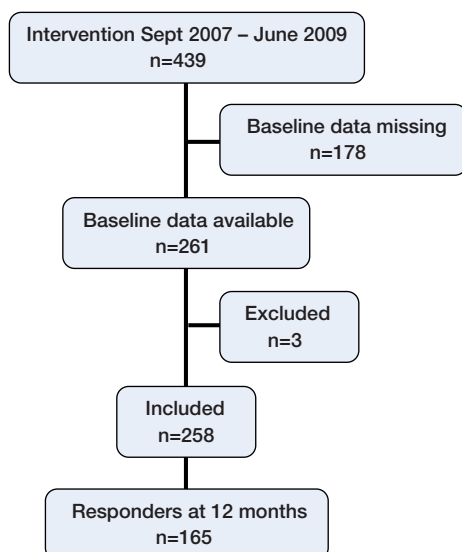 Intervention Sept 2007 – June 2009
n=439
Baseline data missing
n=178
Baseline data available
n=261
Excluded
n=3
Included
n=258
Responders at 12 months
n=165